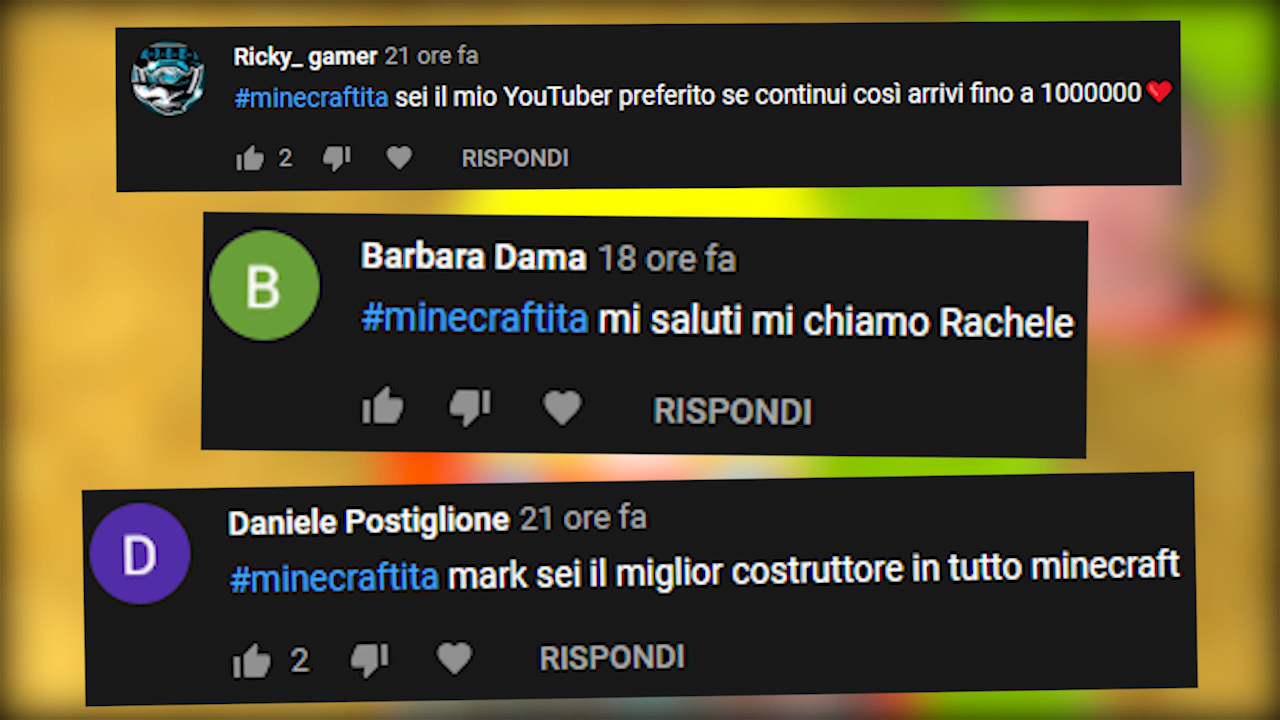 Ricky_ gamer 21 ore fa
#minecraftita sei il mio YouTuber preferito se continui così arrivi fino a 1000000❤️
2 RISPONDI
B
Barbara Dama 18 ore fa
#minecraftita mi saluti mi chiamo Rachele
RISPONDI
D
Daniele Postiglione 21 ore fa
#minecraftita mark sei il miglior costruttore in tutto minecraft
2 RISPONDI